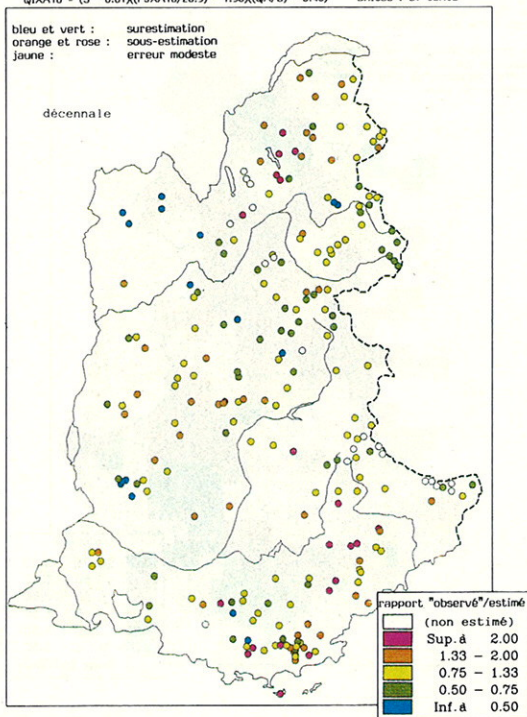 bleu et vert : surestimation
orange et rose : sous-estimation
jaune : erreur modeste
décennale
rapport "observé"/estimé
(non estimé)
Sup.à 2.00
1.33 - 2.00
0.75 - 1.33
0.50 - 0.75
Inf.à 0.50